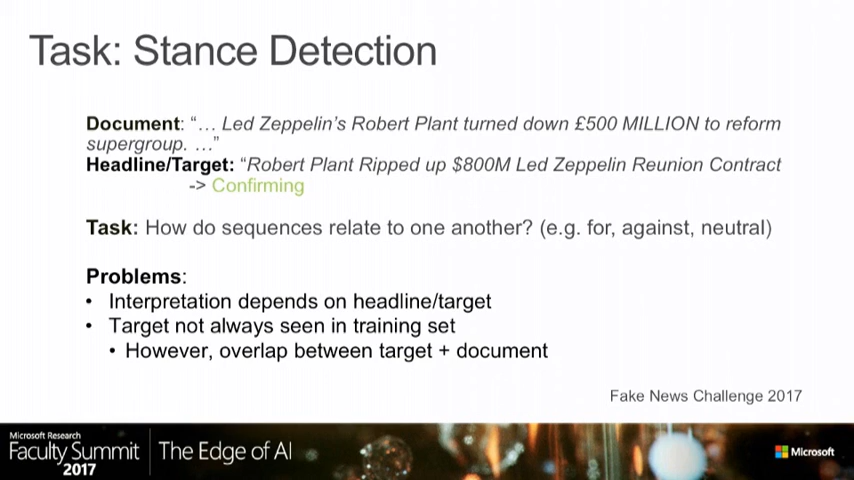 Task: Stance Detection
Document: “… Led Zeppelin’s Robert Plant turned down £500 MILLION to reform
supergroup. …”
Headline/Target: “Robert Plant Ripped up $800M Led Zeppelin Reunion Contract
-> Confirming
Task: How do sequences relate to one another? (e.g. for, against, neutral)
Problems:
• Interpretation depends on headline/target
• Target not always seen in training set
• However, overlap between target + document
Fake News Challenge 2017
Microsoft Research
Faculty Summit
2017
The Edge of AI
Microsoft